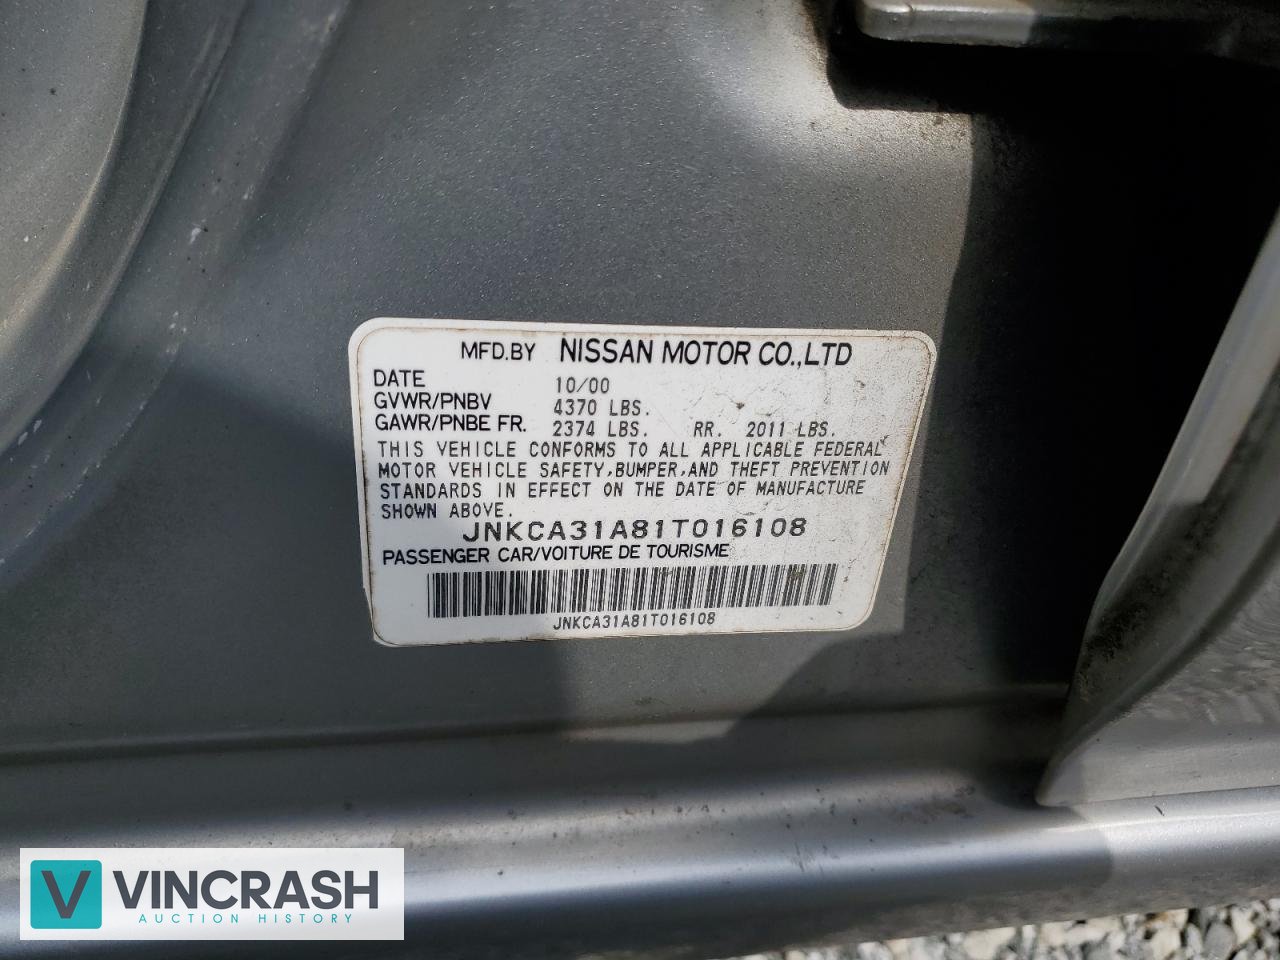 MFD.BY NISSAN MOTOR CO.,LTD
DATE 10/00
GVWR/PNBV 4370 LBS.
GAWR/PNBE FR. 2374 LBS. RR. 2011 LBS.
THIS VEHICLE CONFORMS TO ALL APPLICABLE FEDERAL
MOTOR VEHICLE SAFETY,BUMPER,AND THEFT PREVENTION
STANDARDS IN EFFECT ON THE DATE OF MANUFACTURE
SHOWN ABOVE.
JNKCA31A81T016108
PASSENGER CAR/VOITURE DE TOURISME
JNKCA31A81T016108
V VINCRASH
AUCTION HISTORY